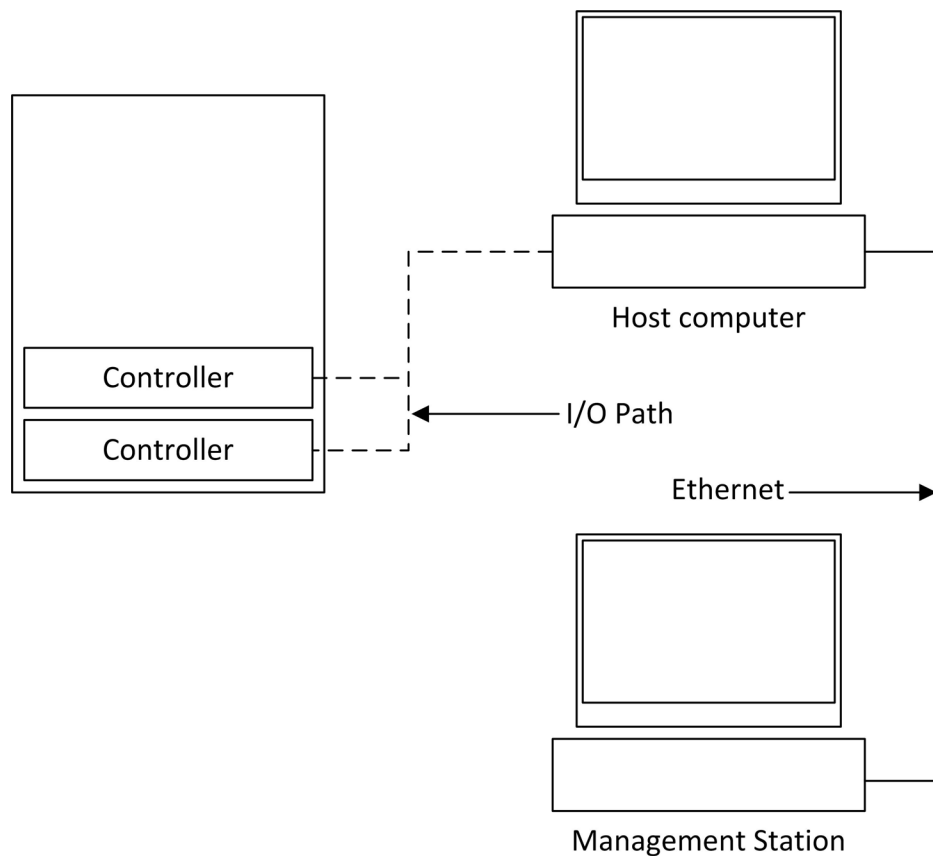 Host computer
Controller
I/O Path
Controller
Ethernet
Management Station